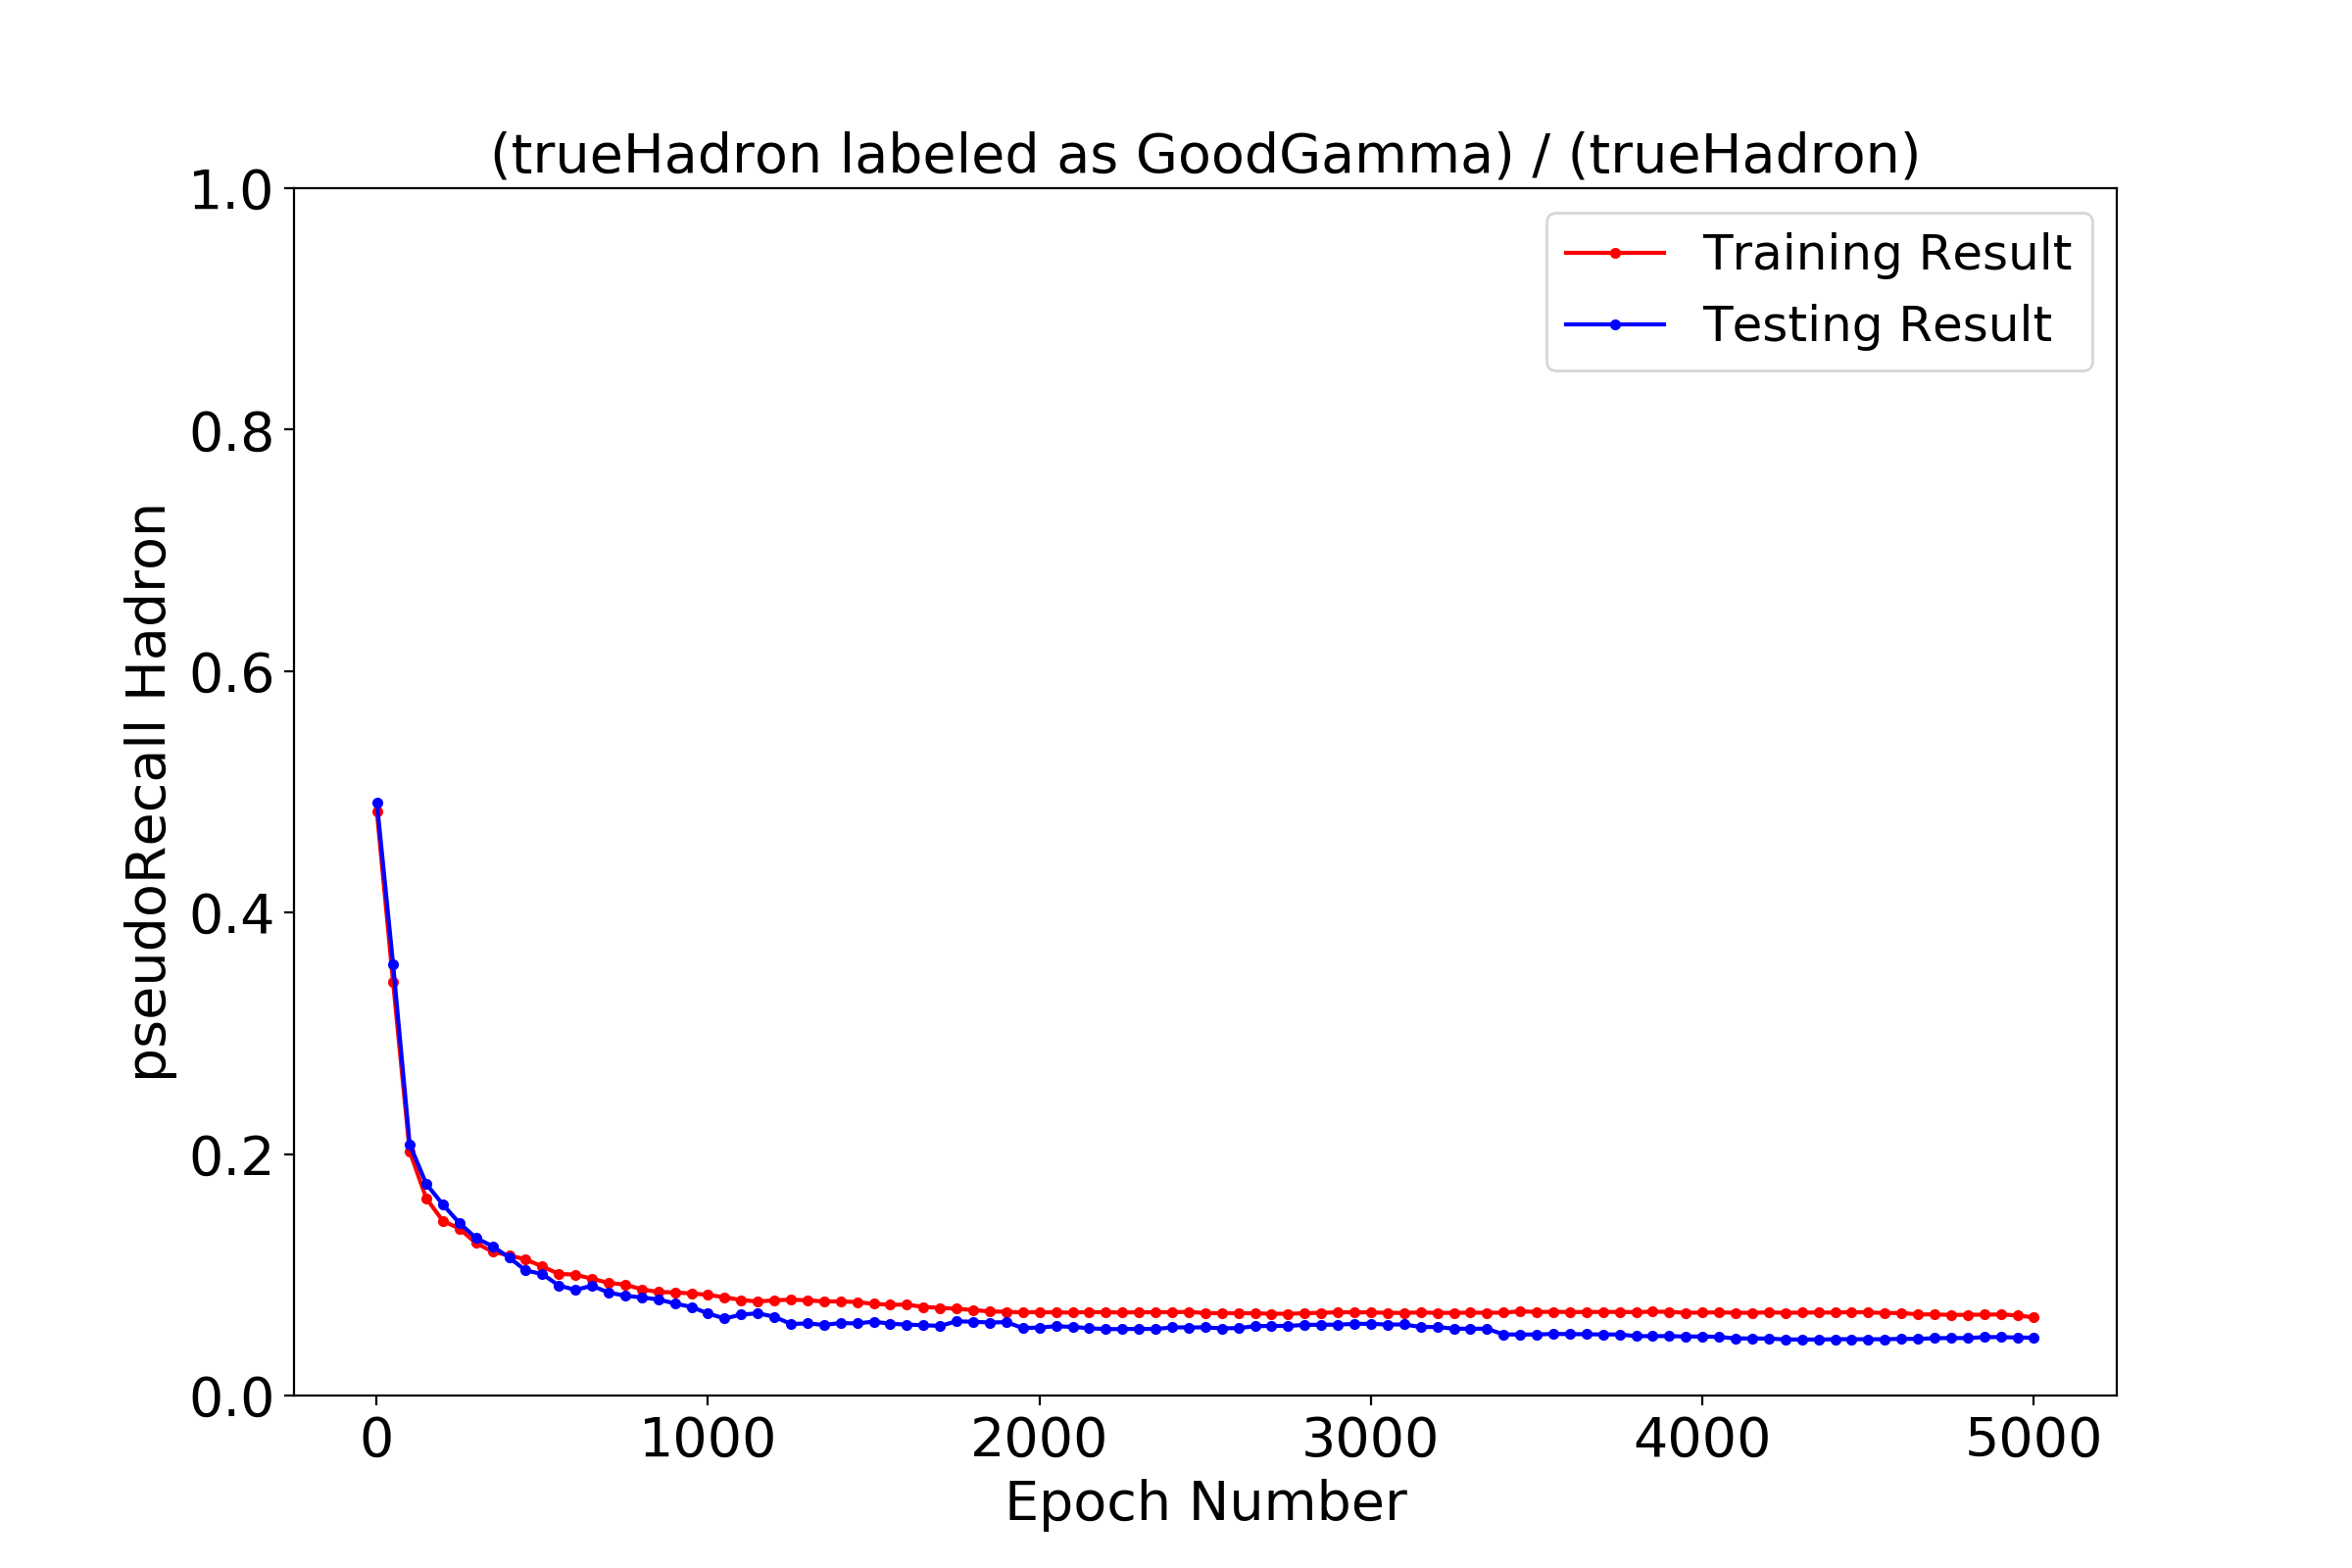 (trueHadron labeled as GoodGamma) / (trueHadron)
1.0
0.8
0.6
0.4
0.2
0.0
pseudoRecall Hadron
Training Result
Testing Result
0 1000 2000 3000 4000 5000
Epoch Number